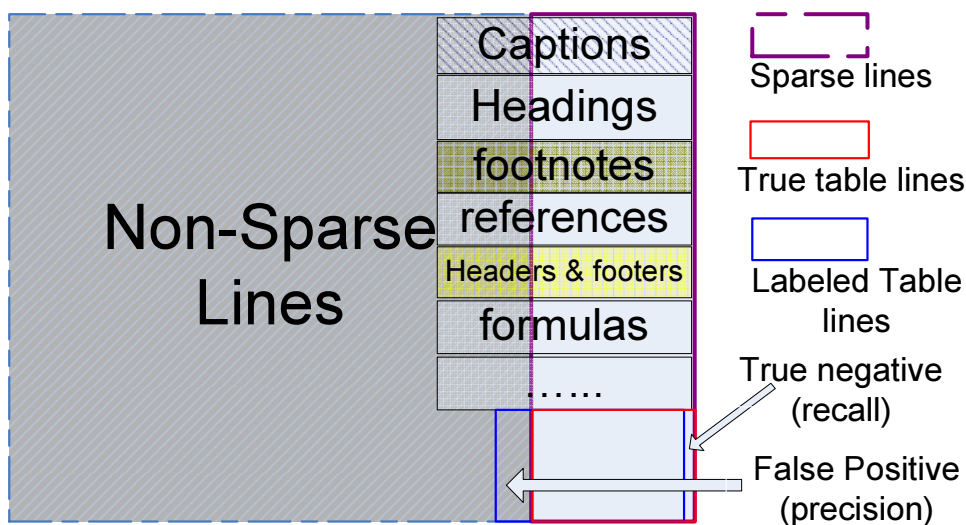 Non-Sparse
Lines
Captions
Headings
footnotes
references
Headers & footers
formulas
......
Sparse lines
True table lines
Labeled Table
lines
True negative
(recall)
False Positive
(precision)